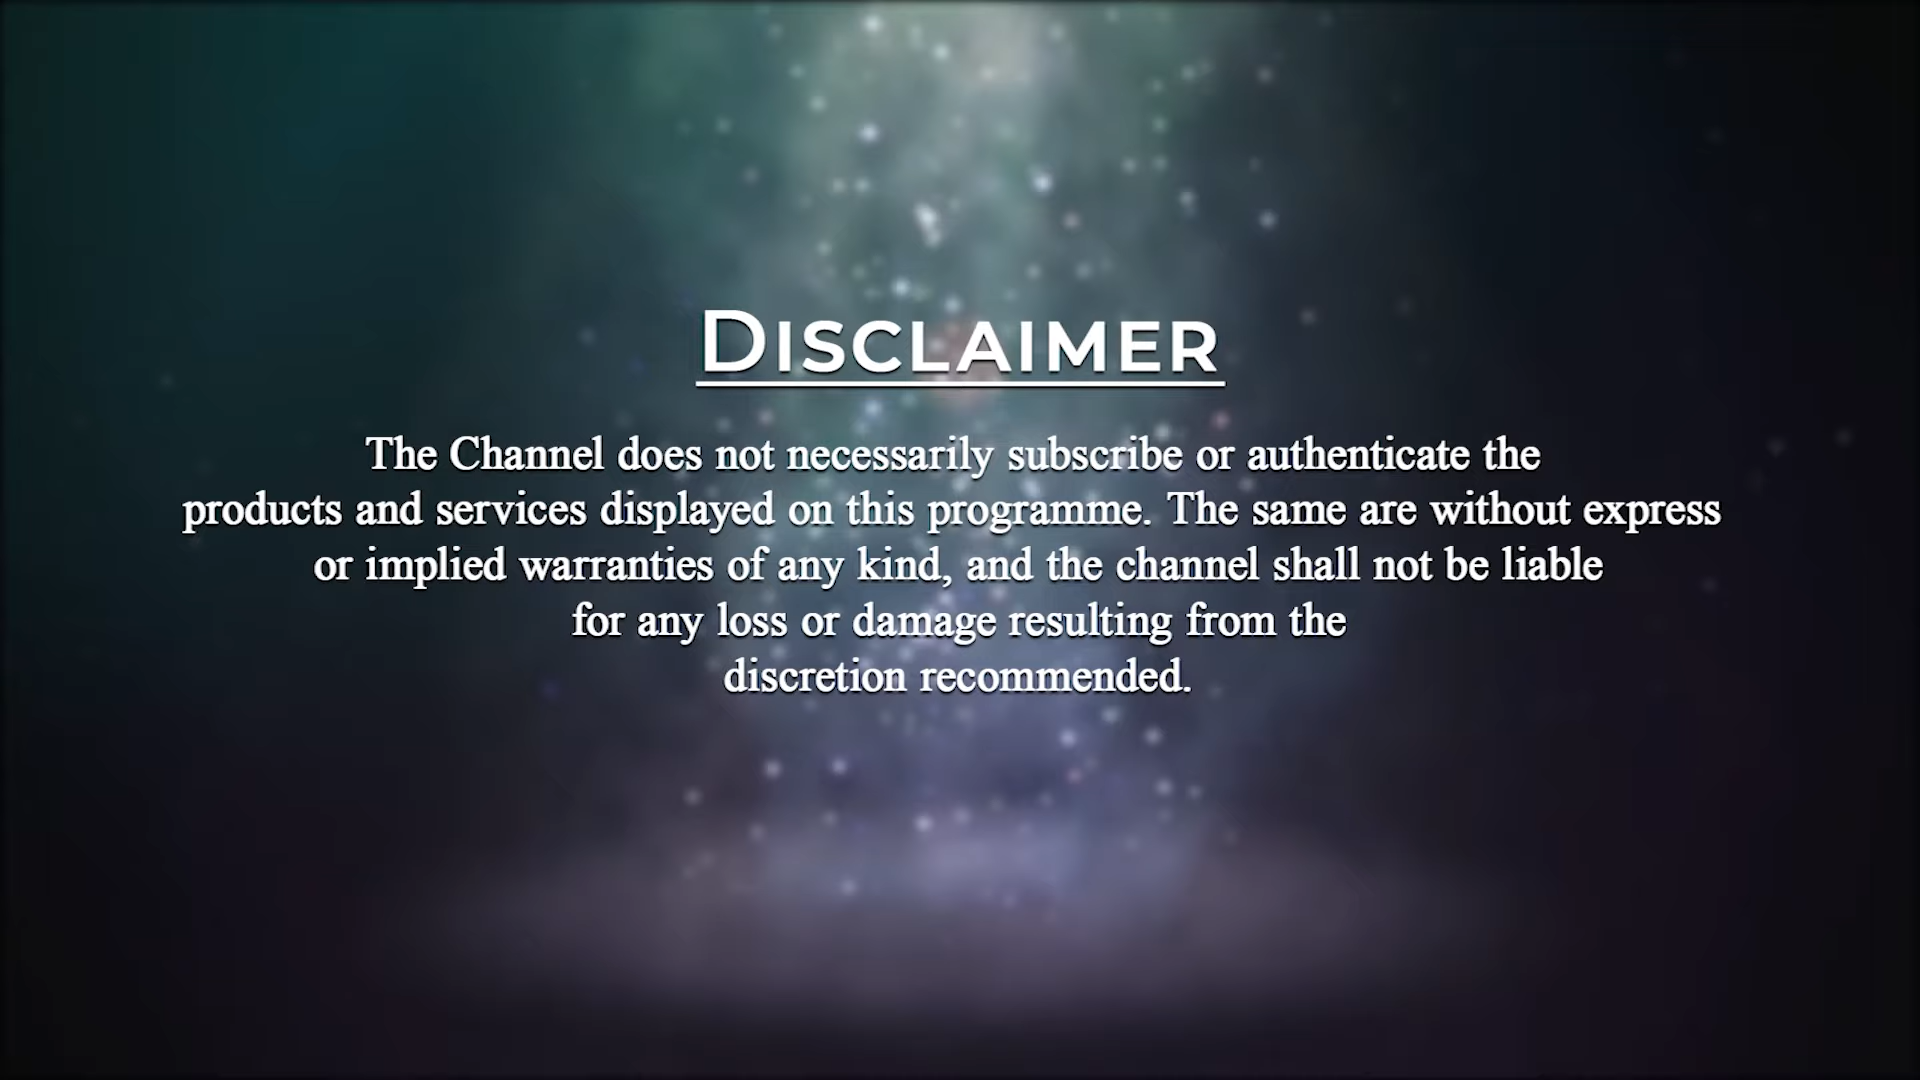 DISCLAIMER
The Channel does not necessarily subscribe or authenticate the
products and services displayed on this programme. The same are without express
or implied warranties of any kind, and the channel shall not be liable
for any loss or damage resulting from the
discretion recommended.